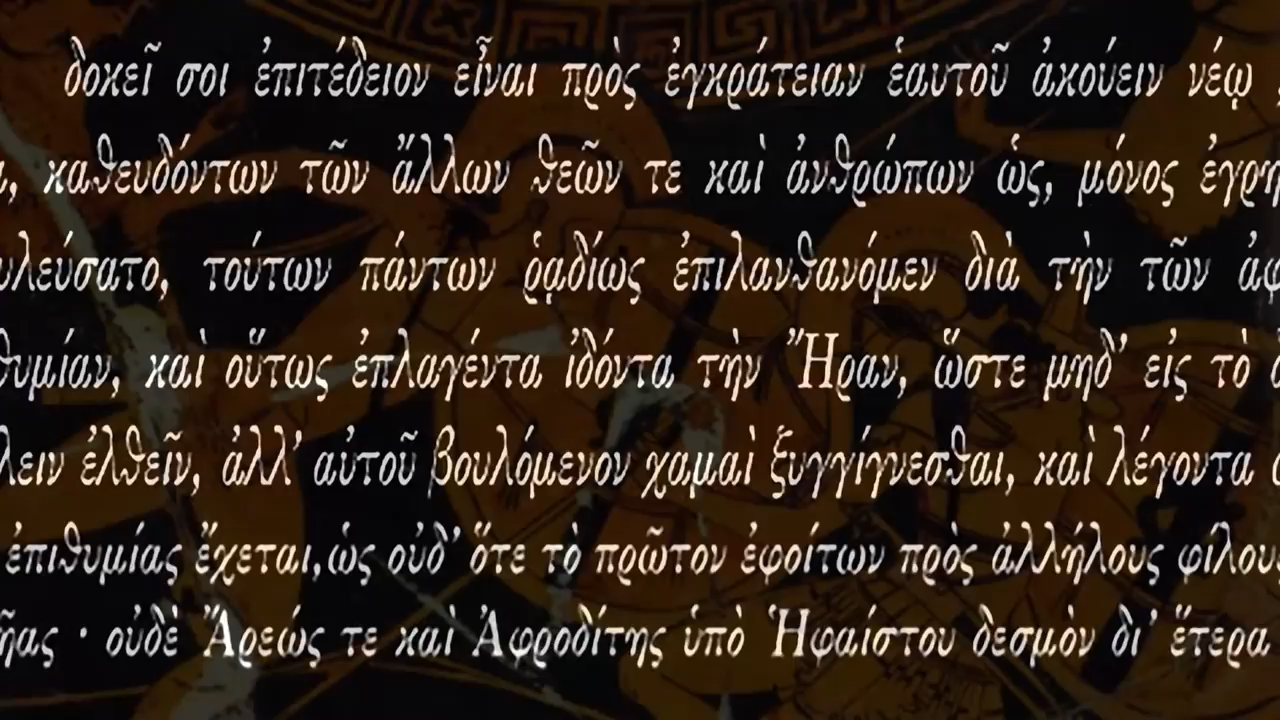 δοκεῖ σοι ἐπιτέδειον εἶναι πρὸς ἐγκράτειαν ἑαυτοῦ ἀκούειν νέῳ
καθευδόντων τῶν ἄλλων θεῶν τε καὶ ἀνθρώπων ὡς, μόνος
τούτων πάντων ῥᾳδίως ἐπιλανθανόμεν διὰ τὴν τῶν
καὶ οὕτως ἐπλαγέντα ἰδόντα τὴν Ἥραν, ὥστε μηδ’ εἰς τὸ
ἐλθεῖν, ἀλλ’ αὐτοῦ βουλόμενον χαμαὶ ξυγγίγνεσθαι, καὶ λέγοντα
ἐπιθυμίας ἔχεται, ὡς οὐδ’ ὅτε τὸ πρῶτον ἐφοίτων πρὸς ἀλλήλους
οὐδὲ Ἄρεώς τε καὶ Ἀφροδίτης ὑπὸ Ἡφαίστου δεσμὸν δι’ ἕτερα